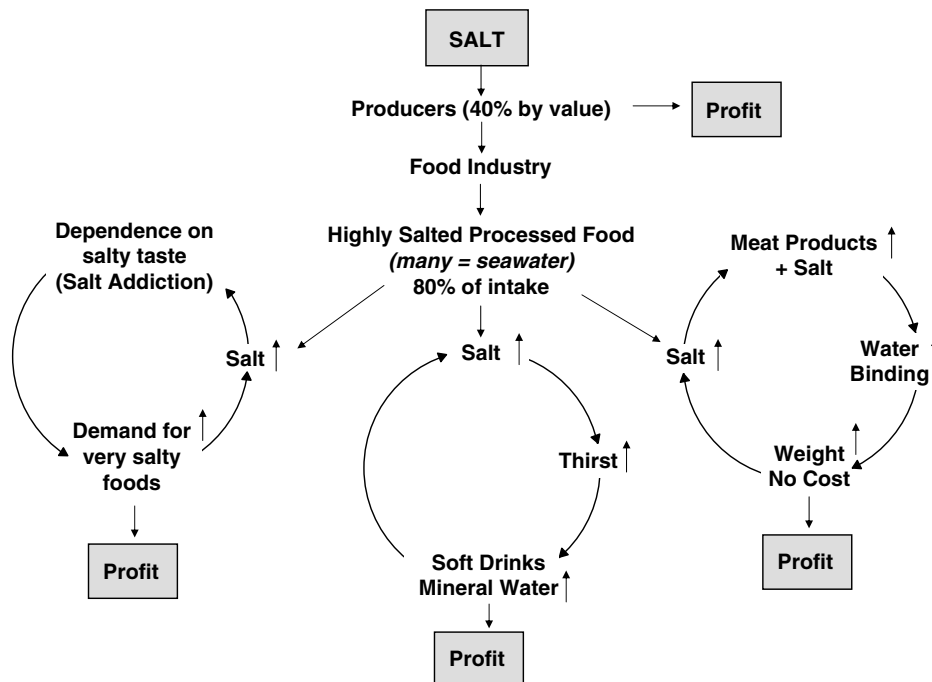 SALT
Producers (40% by value)
Profit
Food Industry
Highly Salted Processed Food
(many = seawater)
80% of intake
Dependence on
salty taste
(Salt Addiction)
Salt
Demand for
very salty
foods
Profit
Salt
Thirst
Soft Drinks
Mineral Water
Profit
Meat Products
+ Salt
Salt
Water
Binding
Weight
No Cost
Profit